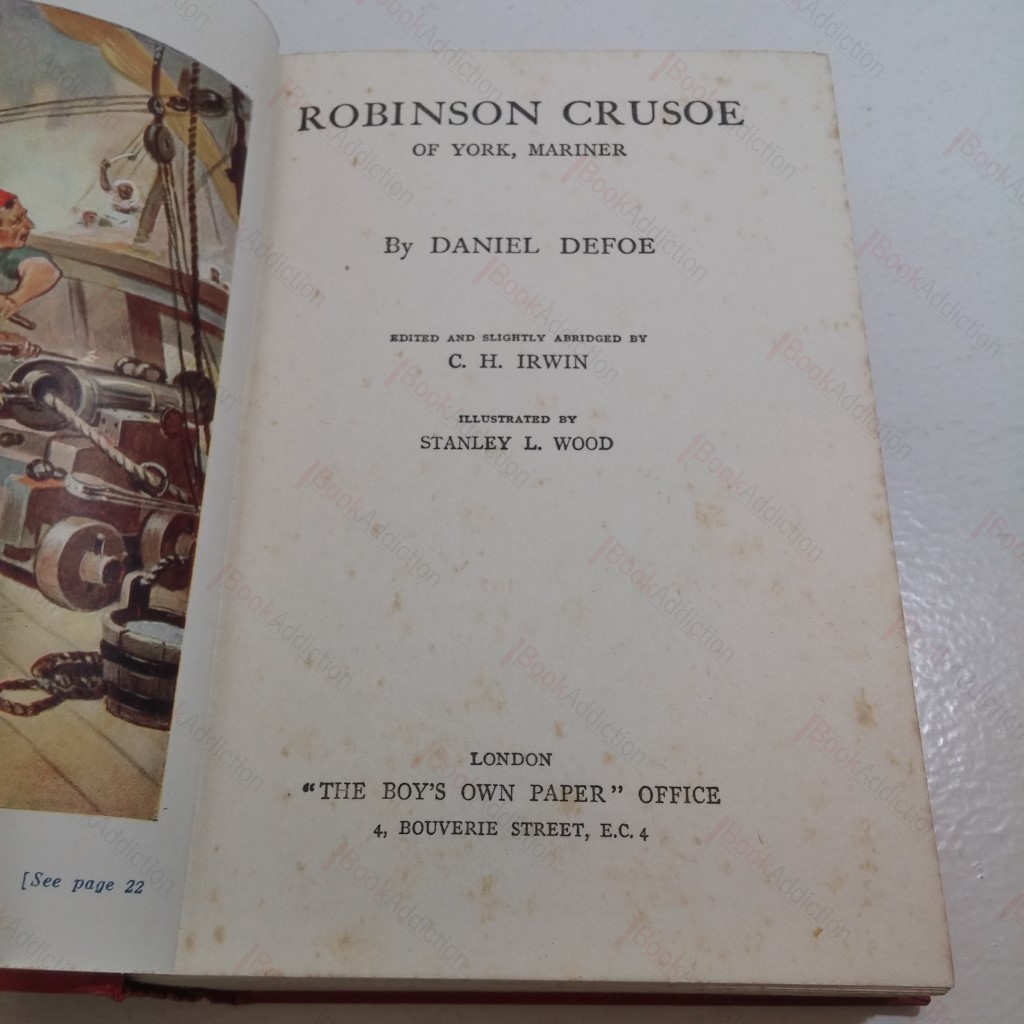 ROBINSON CRUSOE
OF YORK, MARINER
By DANIEL DEFOE
EDITED AND SLIGHTLY ABRIDGED BY
C. H. IRWIN
ILLUSTRATED BY
STANLEY L. WOOD
LONDON
"THE BOY'S OWN PAPER" OFFICE
4, BOUVERIE STREET, E.C. 4
[See page 22
BookAddiction